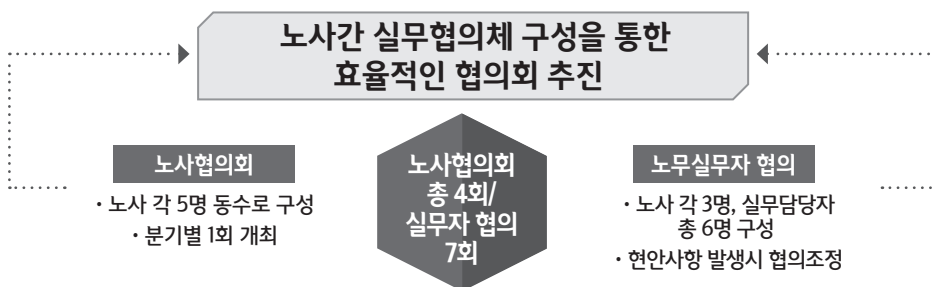 노사간 실무협의체 구성을 통한
효율적인 협의회 추진
노사협의회
• 노사 각 5명 동수로 구성
• 분기별 1회 개최
노사협의회
총 4회/
실무자 협의
7회
노무실무자 협의
• 노사 각 3명, 실무담당자
총 6명 구성
• 현안사항 발생시 협의조정